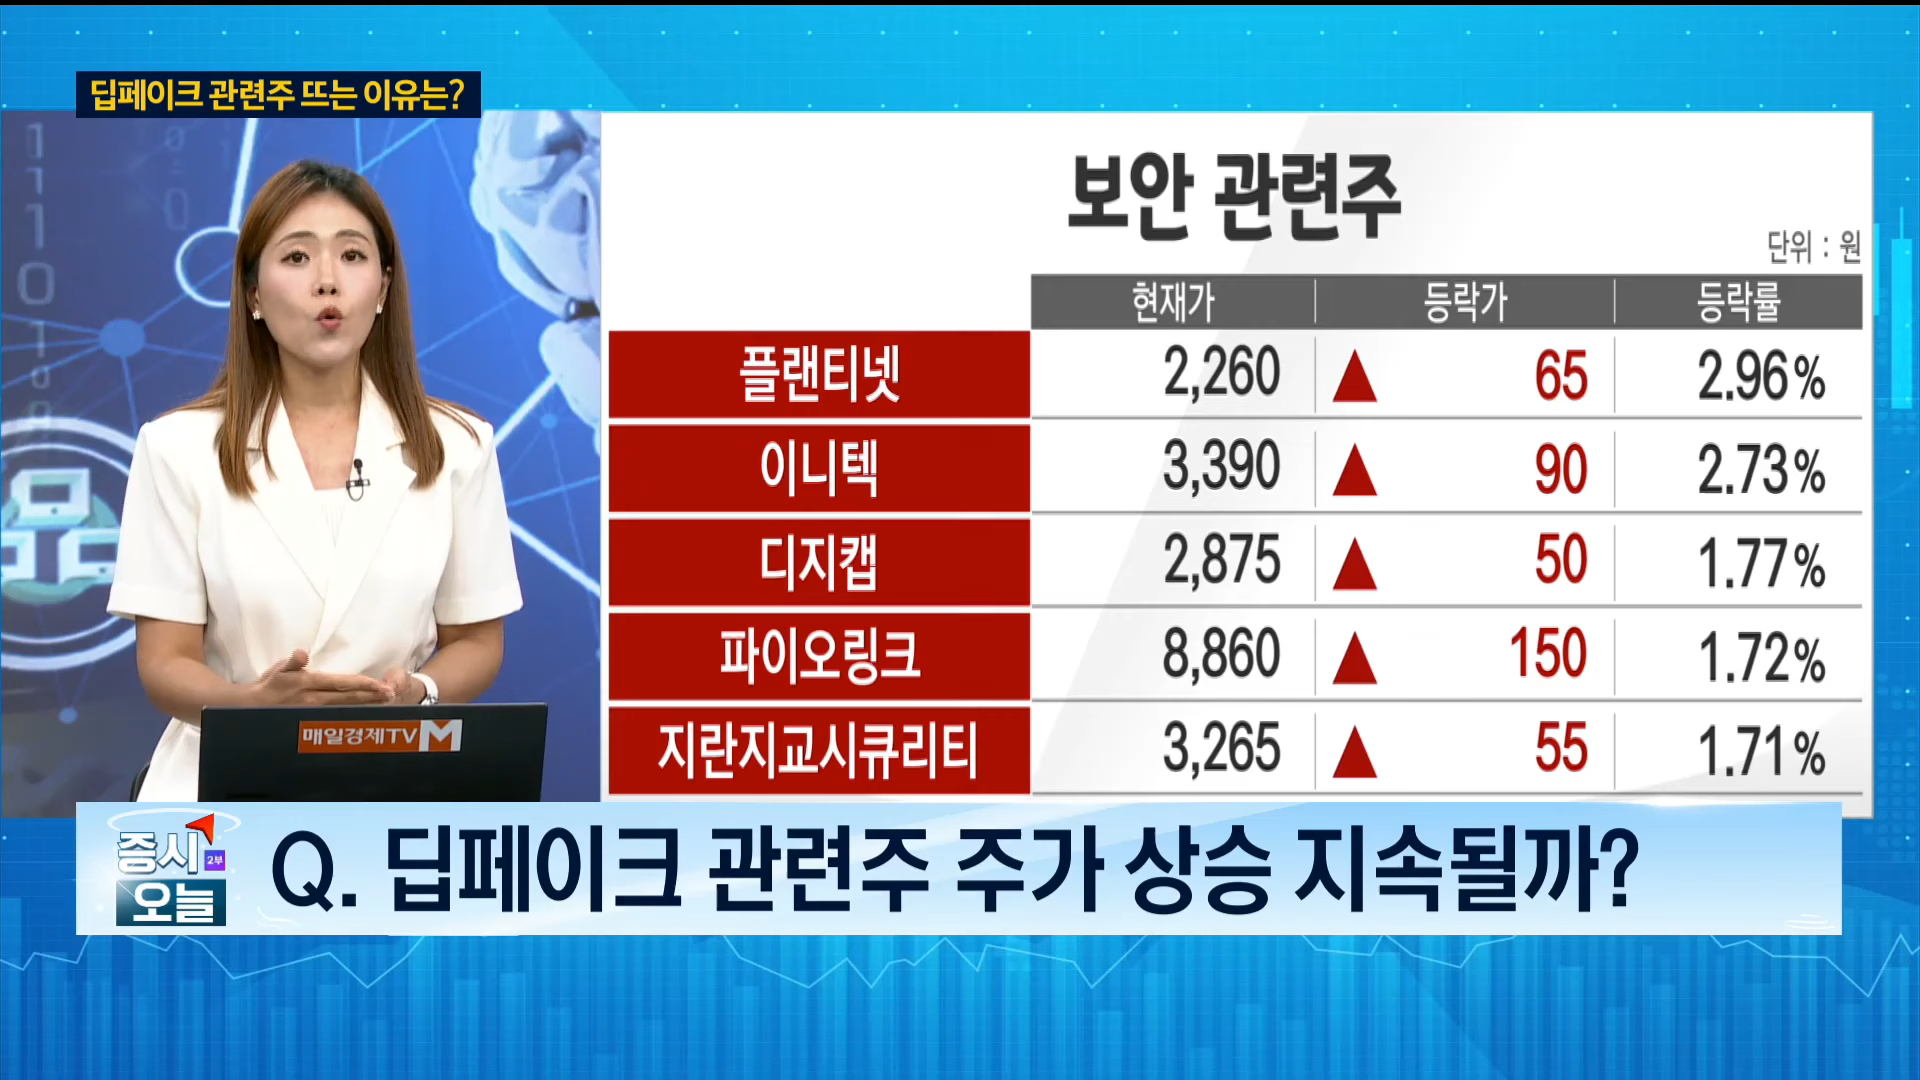 딥페이크 관련주 뜨는 이유는?
보안 관련주
단위 : 원
현재가 등락가 등락률
플랜티넷 2,260 ▲ 65 2.96%
이니텍 3,390 ▲ 90 2.73%
디지캡 2,875 ▲ 50 1.77%
파이오링크 8,860 ▲ 150 1.72%
지란지교시큐리티 3,265 ▲ 55 1.71%
매일경제TV M
증시 2부
오늘
Q. 딥페이크 관련주 주가 상승 지속될까?